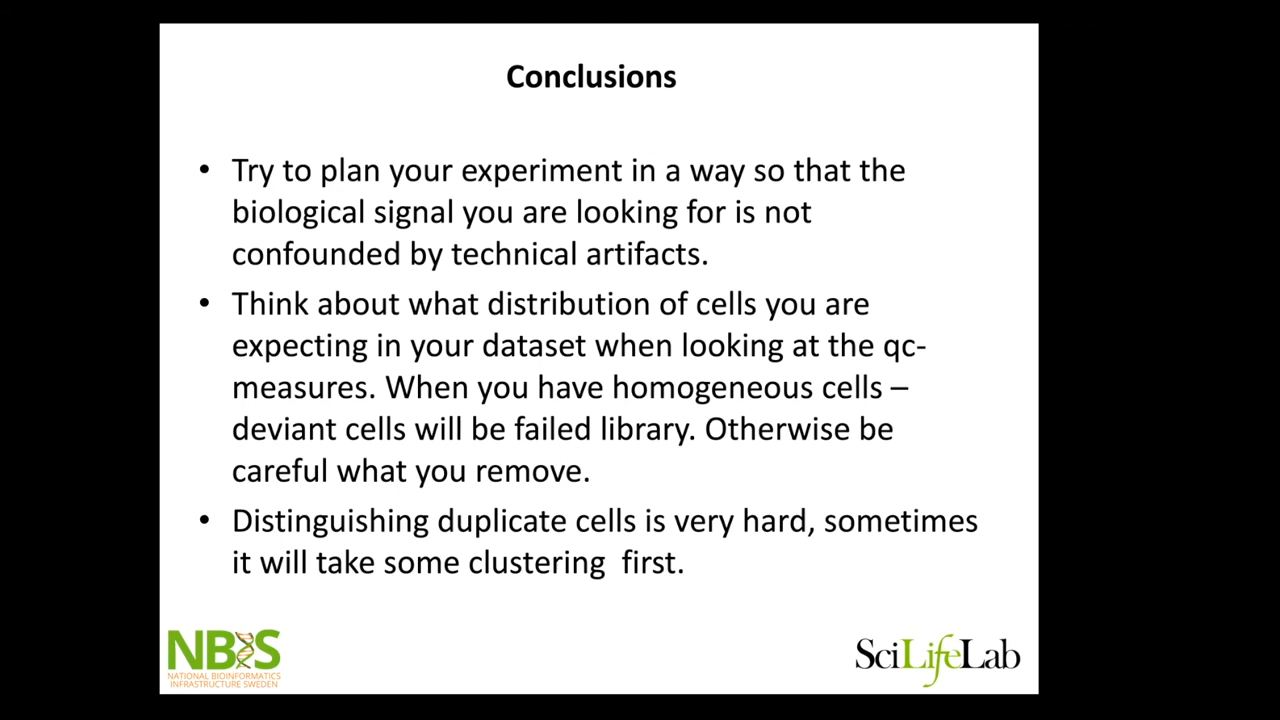 Conclusions
• Try to plan your experiment in a way so that the
biological signal you are looking for is not
confounded by technical artifacts.
• Think about what distribution of cells you are
expecting in your dataset when looking at the qc-
measures. When you have homogeneous cells –
deviant cells will be failed library. Otherwise be
careful what you remove.
• Distinguishing duplicate cells is very hard, sometimes
it will take some clustering  first.
NBIS
NATIONAL BIOINFORMATICS
INFRASTRUCTURE SWEDEN
SciLifeLab